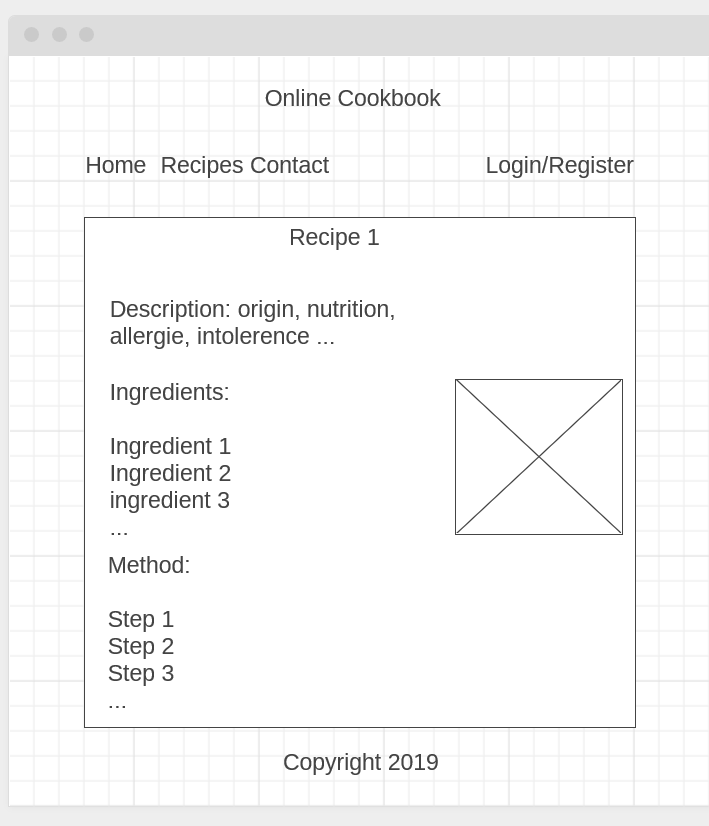 Online Cookbook
Home Recipes Contact Login/Register
Recipe 1
Description: origin, nutrition,
allergie, intolerence ...
Ingredients:
Ingredient 1
Ingredient 2
ingredient 3
...
Method:
Step 1
Step 2
Step 3
...
Copyright 2019